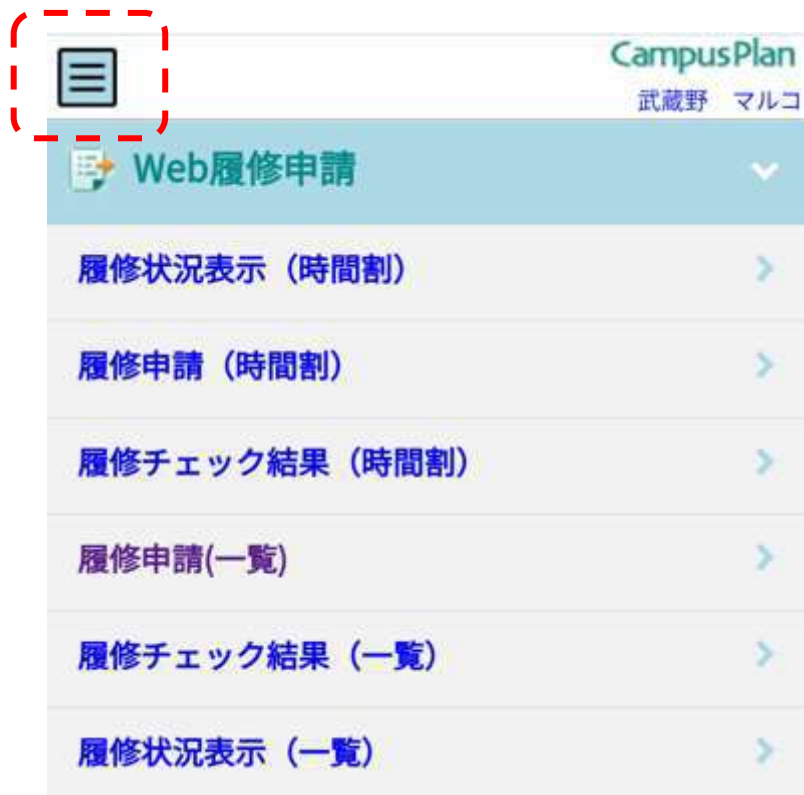 CampusPlan
武蔵野 マルコ
Web履修申請
履修状況表示（時間割）
履修申請（時間割）
履修チェック結果（時間割）
履修申請(一覧)
履修チェック結果（一覧）
履修状況表示（一覧）